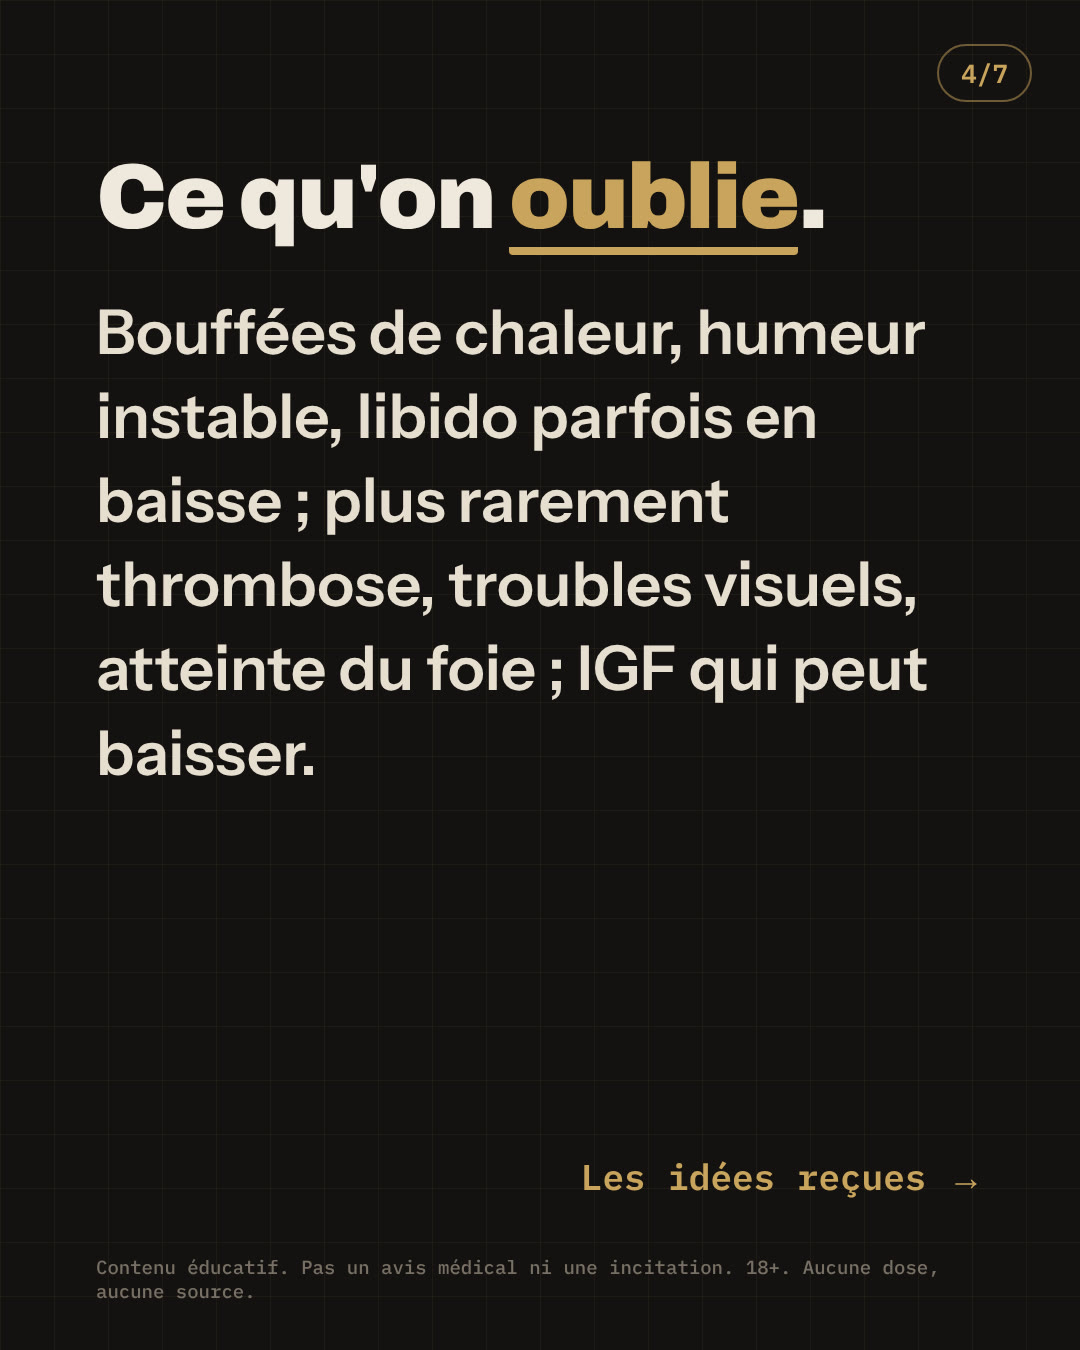 4/7
Ce qu'on oublie.
Bouffées de chaleur, humeur
instable, libido parfois en
baisse ; plus rarement
thrombose, troubles visuels,
atteinte du foie ; IGF qui peut
baisser.
Les idées reçues →
Contenu éducatif. Pas un avis médical ni une incitation. 18+. Aucune dose,
aucune source.